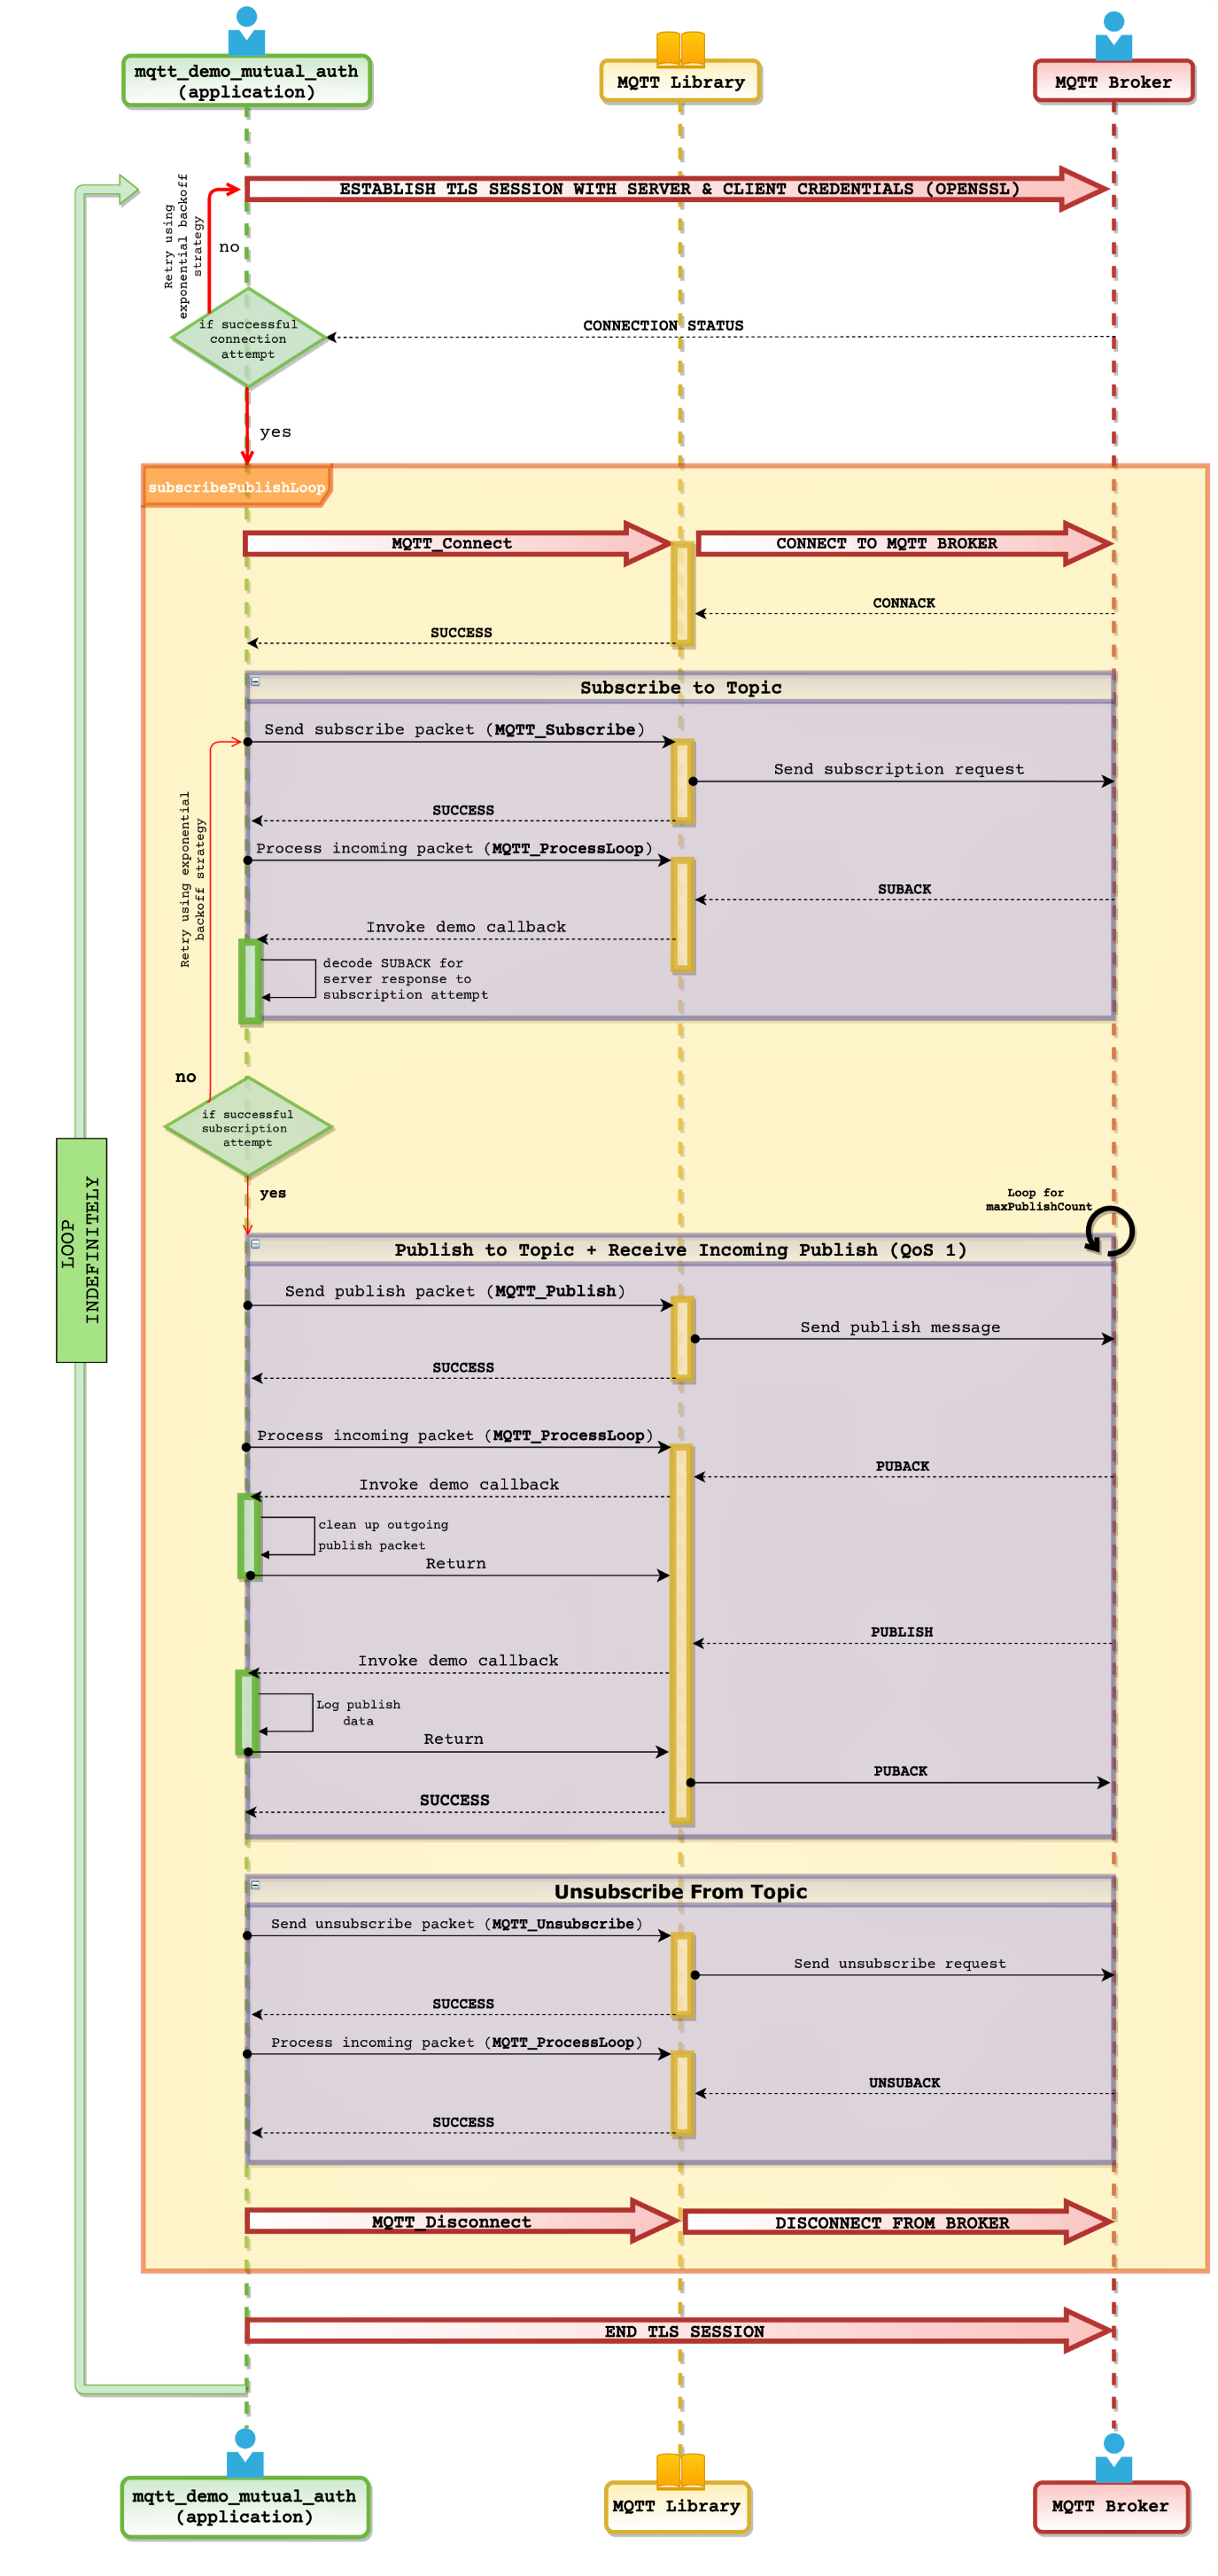 mqtt_demo_mutual_auth
(application)
MQTT Library
MQTT Broker
ESTABLISH TLS SESSION WITH SERVER & CLIENT CREDENTIALS (OPENSSL)
Retry using
exponential backoff
strategy
no
if successful
connection
attempt
CONNECTION STATUS
yes
subscribePublishLoop
MQTT_Connect
CONNECT TO MQTT BROKER
CONNACK
SUCCESS
Subscribe to Topic
Send subscribe packet (MQTT_Subscribe)
Send subscription request
SUCCESS
Process incoming packet (MQTT_ProcessLoop)
SUBACK
Invoke demo callback
decode SUBACK for
server response to
subscription attempt
Retry using exponential
backoff strategy
no
if successful
subscription
attempt
yes
Loop for
maxPublishCount
LOOP
INDEFINITELY
Publish to Topic + Receive Incoming Publish (QoS 1)
Send publish packet (MQTT_Publish)
Send publish message
SUCCESS
Process incoming packet (MQTT_ProcessLoop)
PUBACK
Invoke demo callback
clean up outgoing
publish packet
Return
PUBLISH
Invoke demo callback
Log publish
data
Return
PUBACK
SUCCESS
Unsubscribe From Topic
Send unsubscribe packet (MQTT_Unsubscribe)
Send unsubscribe request
SUCCESS
Process incoming packet (MQTT_ProcessLoop)
UNSUBACK
SUCCESS
MQTT_Disconnect
DISCONNECT FROM BROKER
END TLS SESSION
mqtt_demo_mutual_auth
(application)
MQTT Library
MQTT Broker